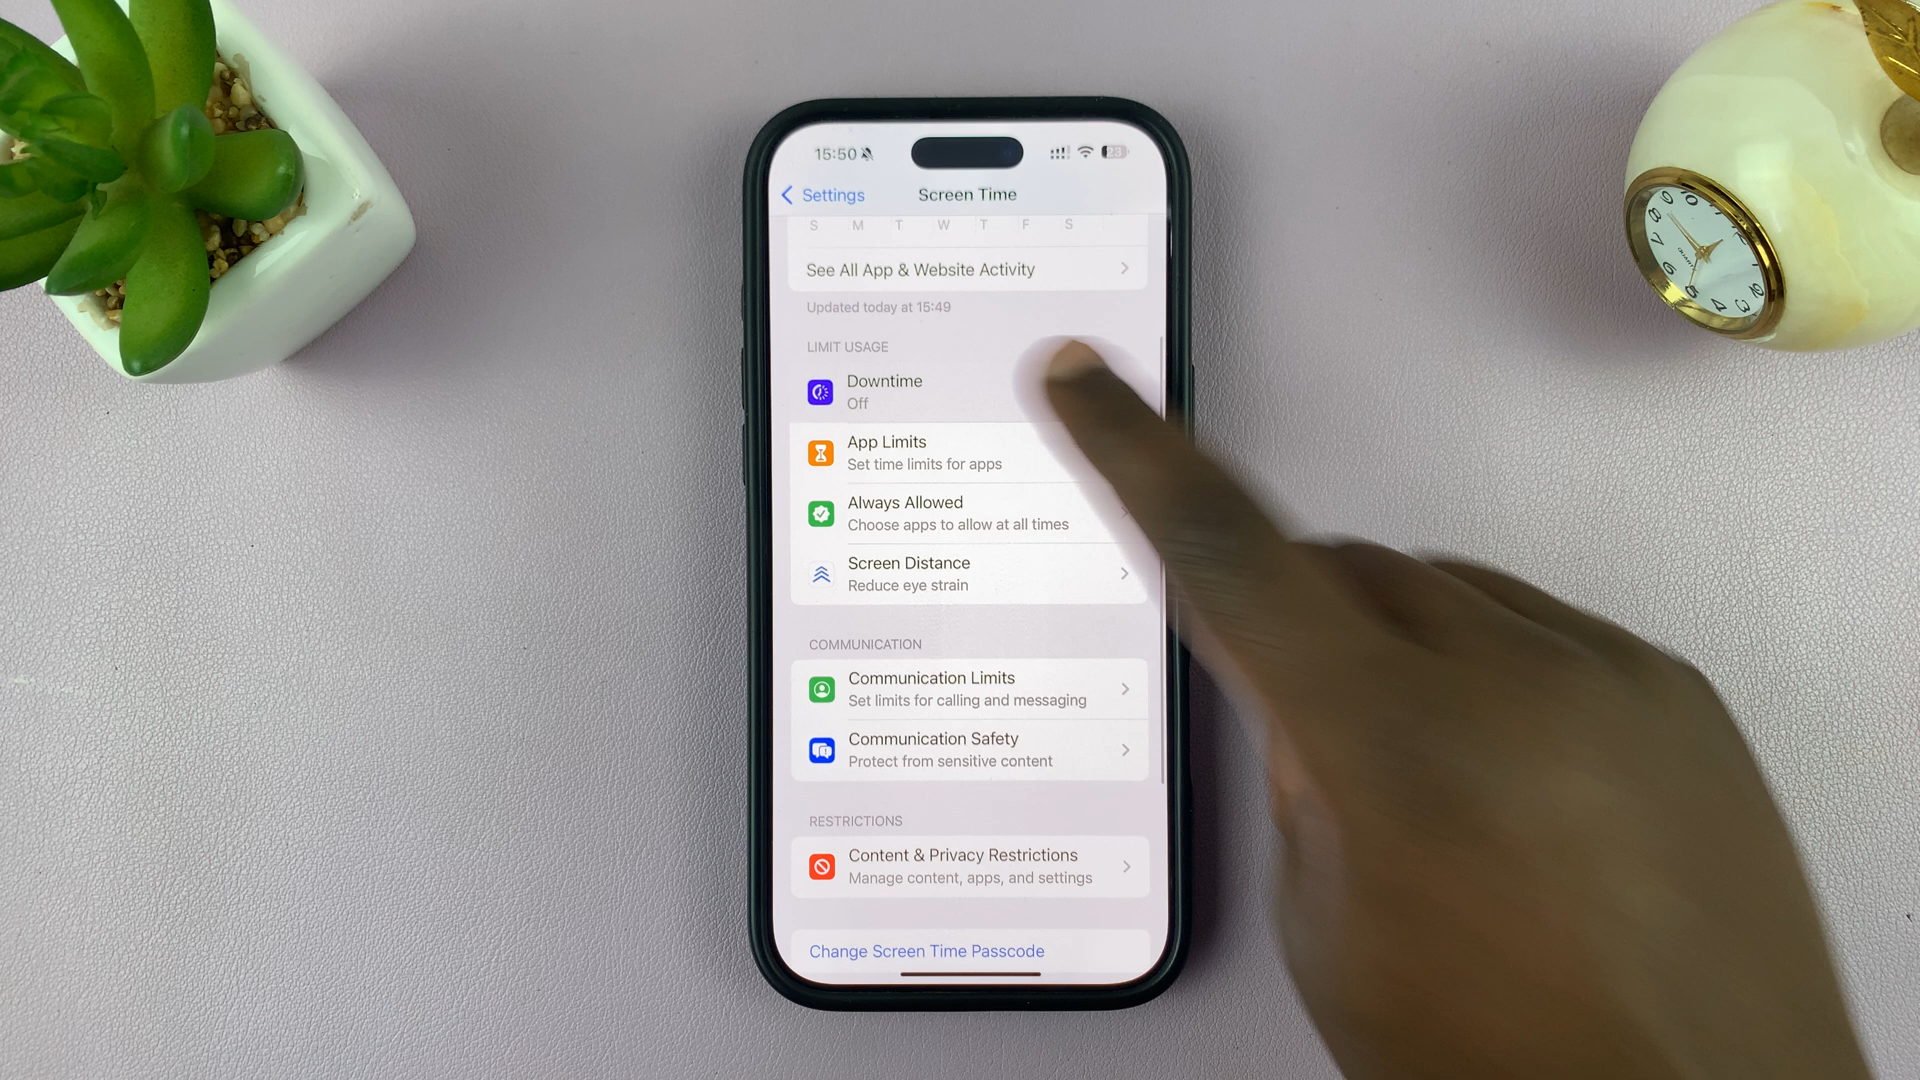 15:50
23
Settings
Screen Time
S M T W T F S
See All App & Website Activity
Updated today at 15:49
LIMIT USAGE
Downtime
Off
App Limits
Set time limits for apps
Always Allowed
Choose apps to allow at all times
Screen Distance
Reduce eye strain
COMMUNICATION
Communication Limits
Set limits for calling and messaging
Communication Safety
Protect from sensitive content
RESTRICTIONS
Content & Privacy Restrictions
Manage content, apps, and settings
Change Screen Time Passcode